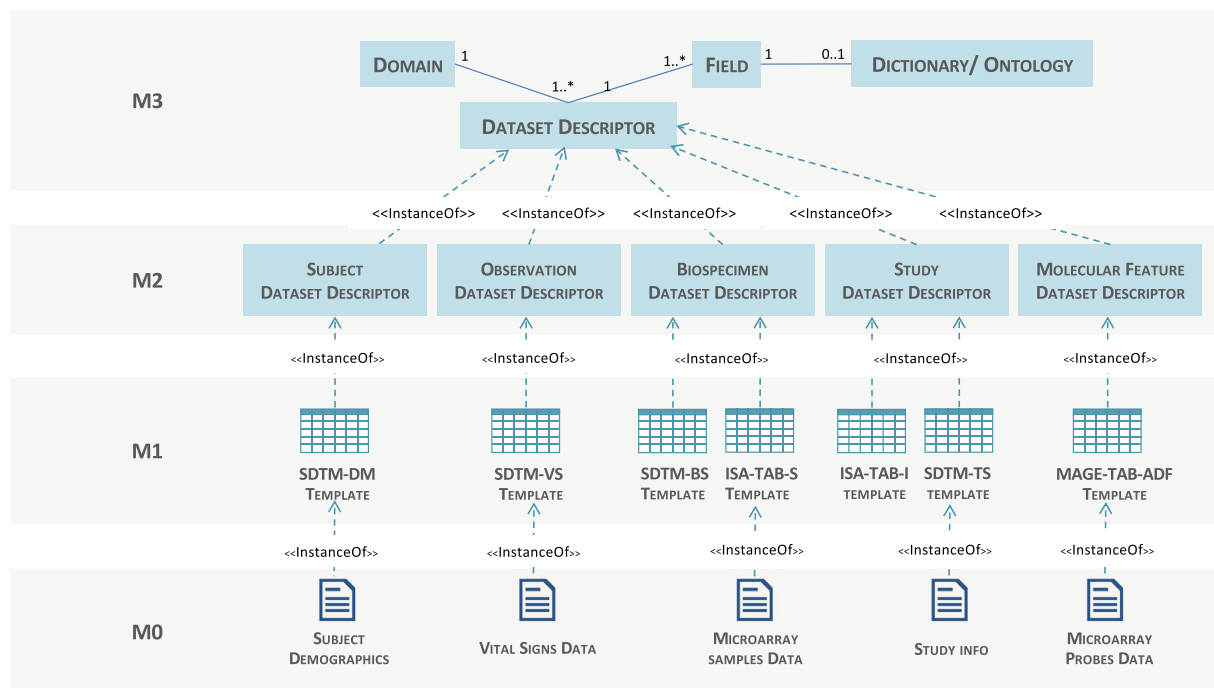 M3
DOMAIN
1
1..*
1
1..*
FIELD
1
0..1
DICTIONARY/ ONTOLOGY
DATASET DESCRIPTOR
<<InstanceOf>>
<<InstanceOf>>
<<InstanceOf>>
<<InstanceOf>>
<<InstanceOf>>
M2
SUBJECT
DATASET DESCRIPTOR
OBSERVATION
DATASET DESCRIPTOR
BIOSPECIMEN
DATASET DESCRIPTOR
STUDY
DATASET DESCRIPTOR
MOLECULAR FEATURE
DATASET DESCRIPTOR
<<InstanceOf>>
<<InstanceOf>>
<<InstanceOf>>
<<InstanceOf>>
<<InstanceOf>>
M1
SDTM-DM
TEMPLATE
SDTM-VS
TEMPLATE
SDTM-BS
TEMPLATE
ISA-TAB-S
TEMPLATE
ISA-TAB-I
TEMPLATE
SDTM-TS
TEMPLATE
MAGE-TAB-ADF
TEMPLATE
<<InstanceOf>>
<<InstanceOf>>
<<InstanceOf>>
<<InstanceOf>>
<<InstanceOf>>
M0
SUBJECT
DEMOGRAPHICS
VITAL SIGNS DATA
MICROARRAY
SAMPLES DATA
STUDY INFO
MICROARRAY
PROBES DATA